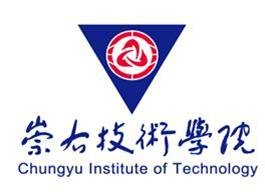 崇右技術學院
Chungyu Institute of Technology